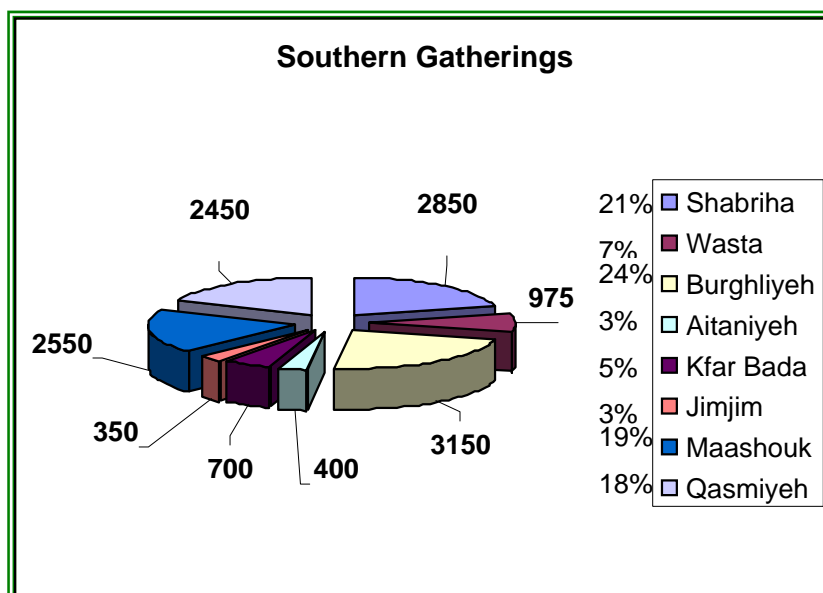 Southern Gatherings
2450
2850
975
2550
350
700
400
3150
21% Shabriha
7% Wasta
24% Burghliyeh
3% Aitaniyeh
5% Kfar Bada
3% Jimjim
19% Maashouk
18% Qasmiyeh